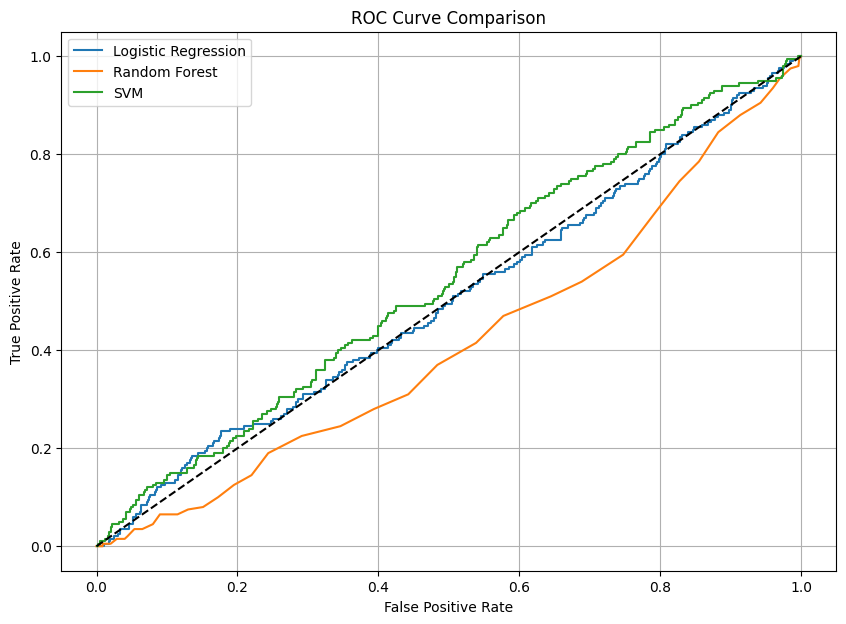 ROC Curve Comparison
Logistic Regression
Random Forest
SVM
True Positive Rate
1.0
0.8
0.6
0.4
0.2
0.0
0.0 0.2 0.4 0.6 0.8 1.0
False Positive Rate